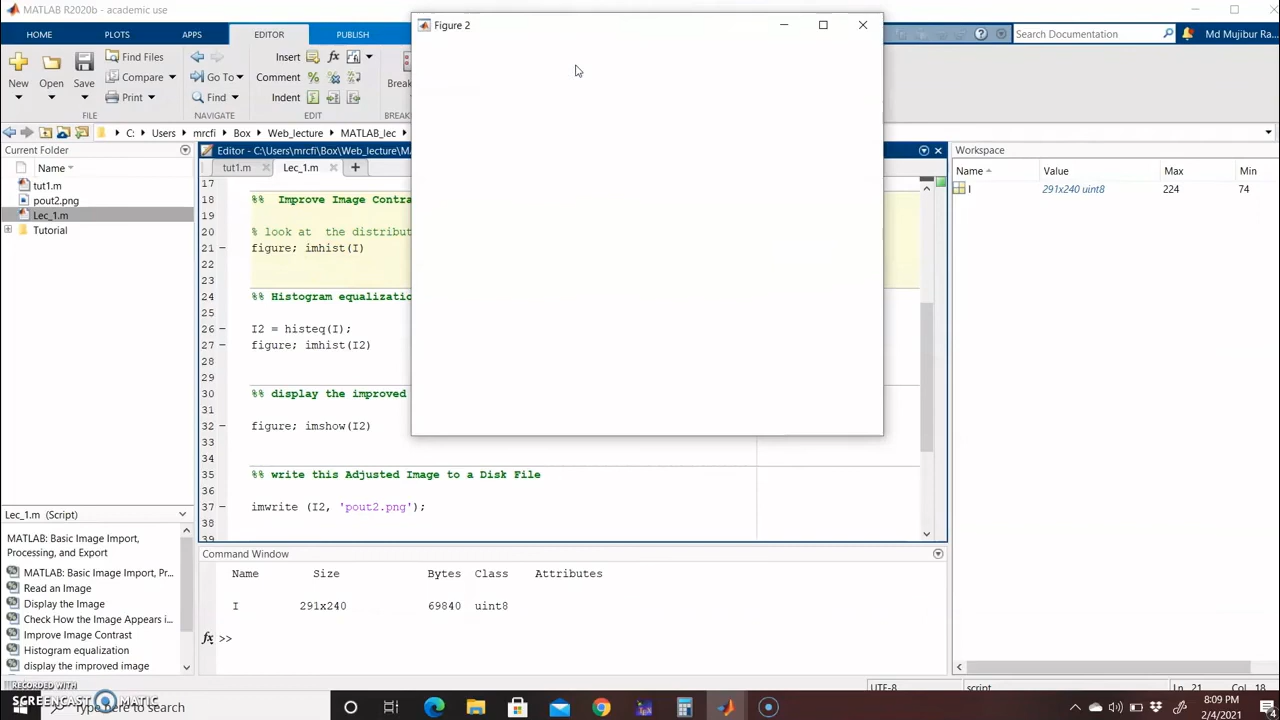 MATLAB R2020b - academic use
Figure 2
HOME PLOTS APPS EDITOR PUBLISH
Search Documentation
Md Mujibur Ra...
New Open Save
Find Files
Compare
Print
Go To
Find
Insert
Comment
Indent
Break
FILE NAVIGATE EDIT BREAK
C: Users mrcfi Box Web_lecture MATLAB_lec
Current Folder
Name
tut1.m
pout2.png
Lec_1.m
Tutorial
Editor - C:\Users\mrcfi\Box\Web_lecture\MA
tut1.m Lec_1.m
17
18 %% Improve Image Contra
19
20 % look at the distribut
21 figure; imhist(I)
22
23
24 %% Histogram equalizatio
25
26 I2 = histeq(I);
27 figure; imhist(I2)
28
29
30 %% display the improved
31
32 figure; imshow(I2)
33
34
35 %% write this Adjusted Image to a Disk File
36
37 imwrite (I2, 'pout2.png');
38
39
Workspace
Name Value Max Min
I 291x240 uint8 224 74
Lec_1.m (Script)
MATLAB: Basic Image Import,
Processing, and Export
MATLAB: Basic Image Import, Pr...
Read an Image
Display the Image
Check How the Image Appears i...
Improve Image Contrast
Histogram equalization
display the improved image
Command Window
Name Size Bytes Class Attributes
I 291x240 69840 uint8
fx >>
UTF-8 script Ln 21 Col 18
RECORDED WITH
SCREENCAST MATIC
Type here to search
8:09 PM
2/4/2021